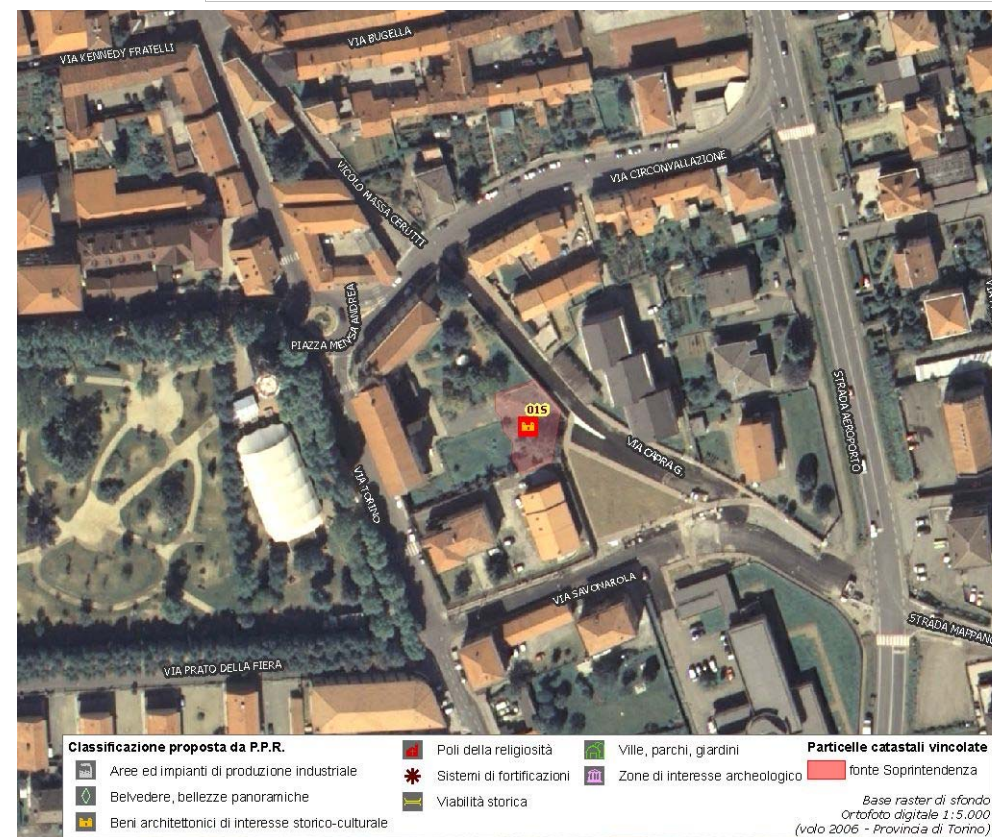 VIA BUGELLA
VIA KENNEDY FRATELLI
VIA CIRCONVALLAZIONE
VICOLO MASSA CERUTTI
PIAZZA MENSA ANDREA
STRADA AEROPORTO
01S
VIA CAPRA G.
VIA TORINO
VIA SAVONAROLA
STRADA MAPPANO
VIA PRATO DELLA FIERA
Classificazione proposta da P.P.R.
Aree ed impianti di produzione industriale
Belvedere, bellezze panoramiche
Beni architettonici di interesse storico-culturale
Poli della religiosità
Sistemi di fortificazioni
Viabilità storica
Ville, parchi, giardini
Zone di interesse archeologico
Particelle catastali vincolate
fonte Soprintendenza
Base raster di sfondo
Ortofoto digitale 1:5.000
(volo 2006 - Provincia di Torino)